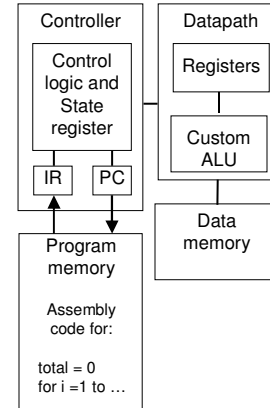 Controller
Control
logic and
State
register
IR
PC
Datapath
Registers
Custom
ALU
Data
memory
Program
memory
Assembly
code for:
total = 0
for i =1 to …